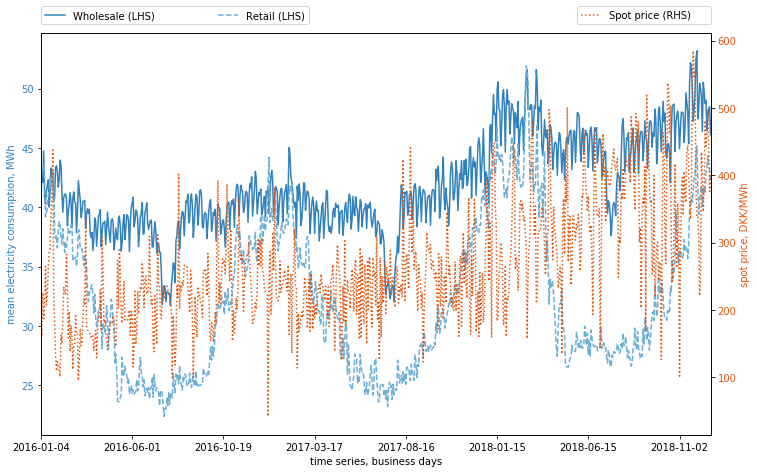 Wholesale (LHS) Retail (LHS) Spot price (RHS)
600
50 500
45
400
40
300
35
200
30
25 100
mean electricity consumption, MWh
spot price, DKK/MWh
2016-01-04 2016-06-01 2016-10-19 2017-03-17 2017-08-16 2018-01-15 2018-06-15 2018-11-02
time series, business days